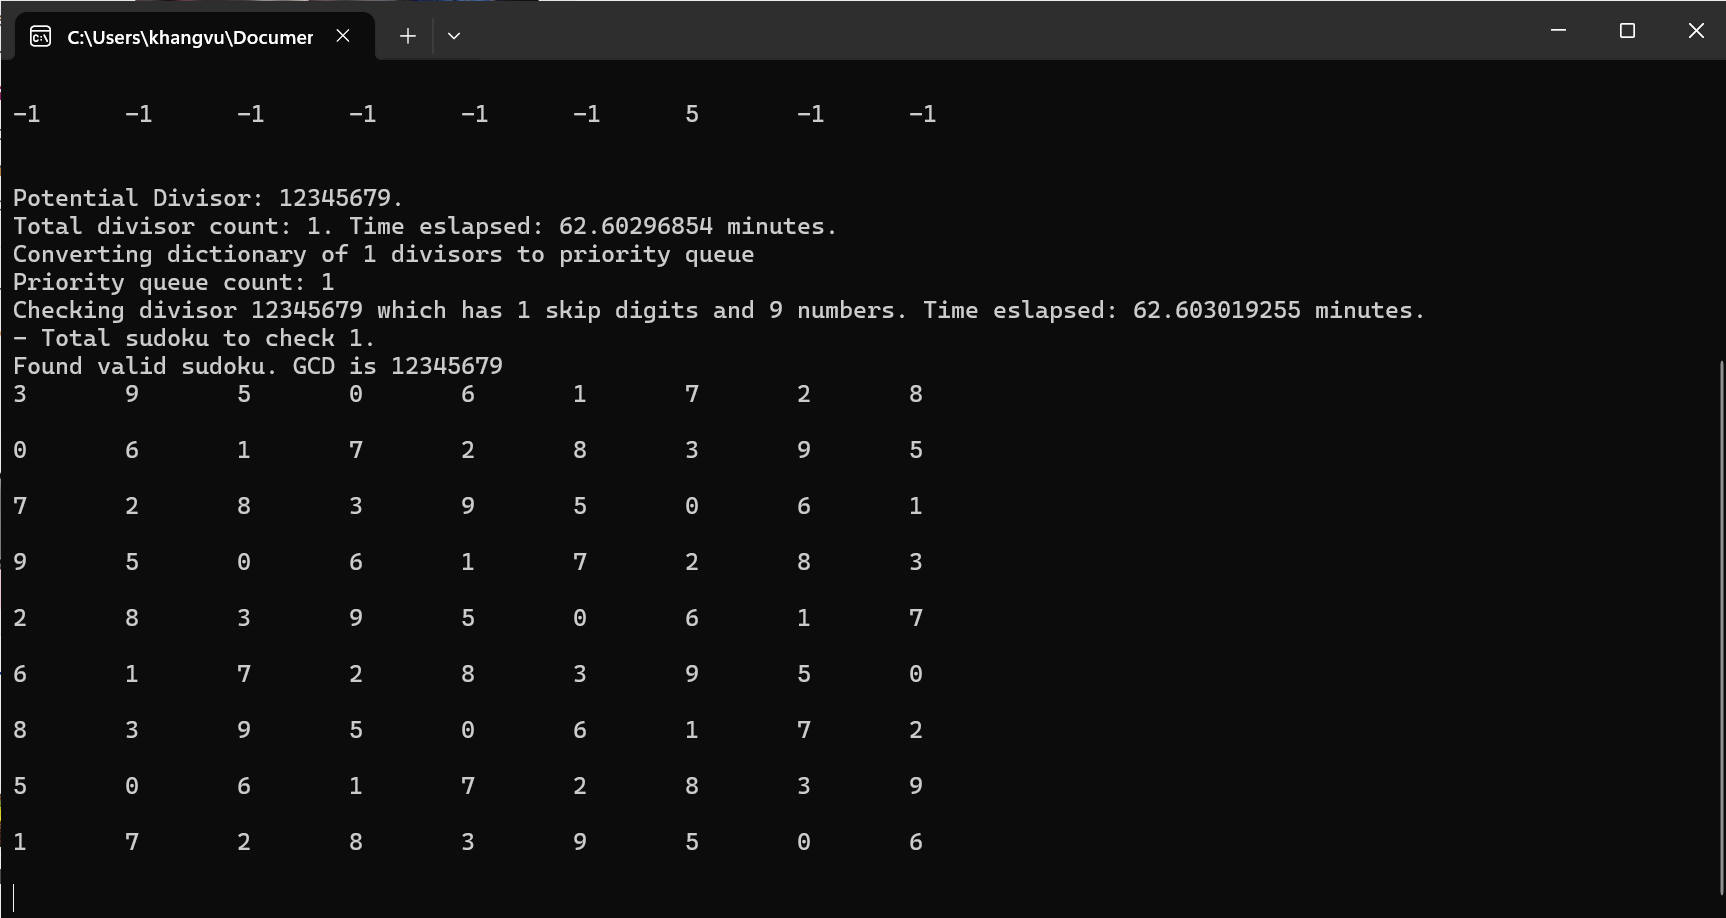 C:\Users\khangvu\Documer
-1 -1 -1 -1 -1 -1 5 -1 -1
Potential Divisor: 12345679.
Total divisor count: 1. Time eslapsed: 62.60296854 minutes.
Converting dictionary of 1 divisors to priority queue
Priority queue count: 1
Checking divisor 12345679 which has 1 skip digits and 9 numbers. Time eslapsed: 62.603019255 minutes.
- Total sudoku to check 1.
Found valid sudoku. GCD is 12345679
3 9 5 0 6 1 7 2 8
0 6 1 7 2 8 3 9 5
7 2 8 3 9 5 0 6 1
9 5 0 6 1 7 2 8 3
2 8 3 9 5 0 6 1 7
6 1 7 2 8 3 9 5 0
8 3 9 5 0 6 1 7 2
5 0 6 1 7 2 8 3 9
1 7 2 8 3 9 5 0 6